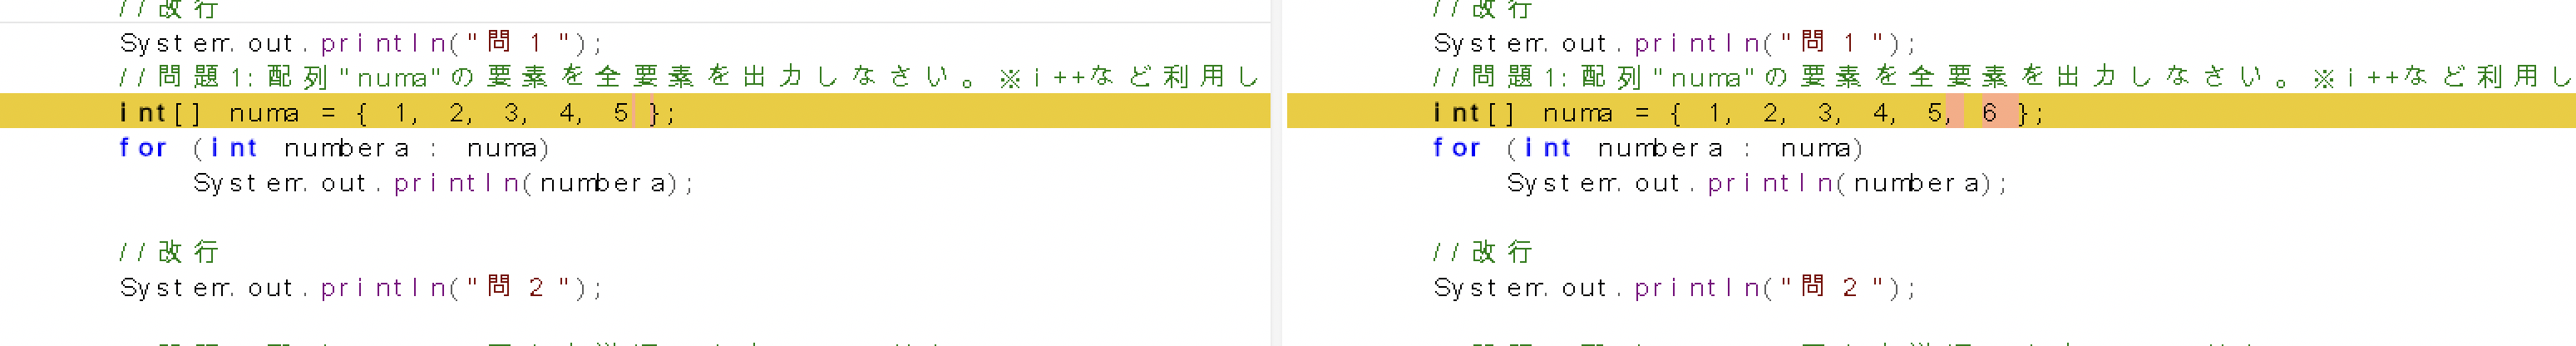 //改行
System.out.println("問1");
//問題1:配列"numa"の要素を全要素を出力しなさい。※i++など利用し
int[] numa = { 1, 2, 3, 4, 5 };
for (int numbera : numa)
System.out.println(numbera);
//改行
System.out.println("問2");
//改行
System.out.println("問1");
//問題1:配列"numa"の要素を全要素を出力しなさい。※i++など利用し
int[] numa = { 1, 2, 3, 4, 5, 6 };
for (int numbera : numa)
System.out.println(numbera);
//改行
System.out.println("問2");